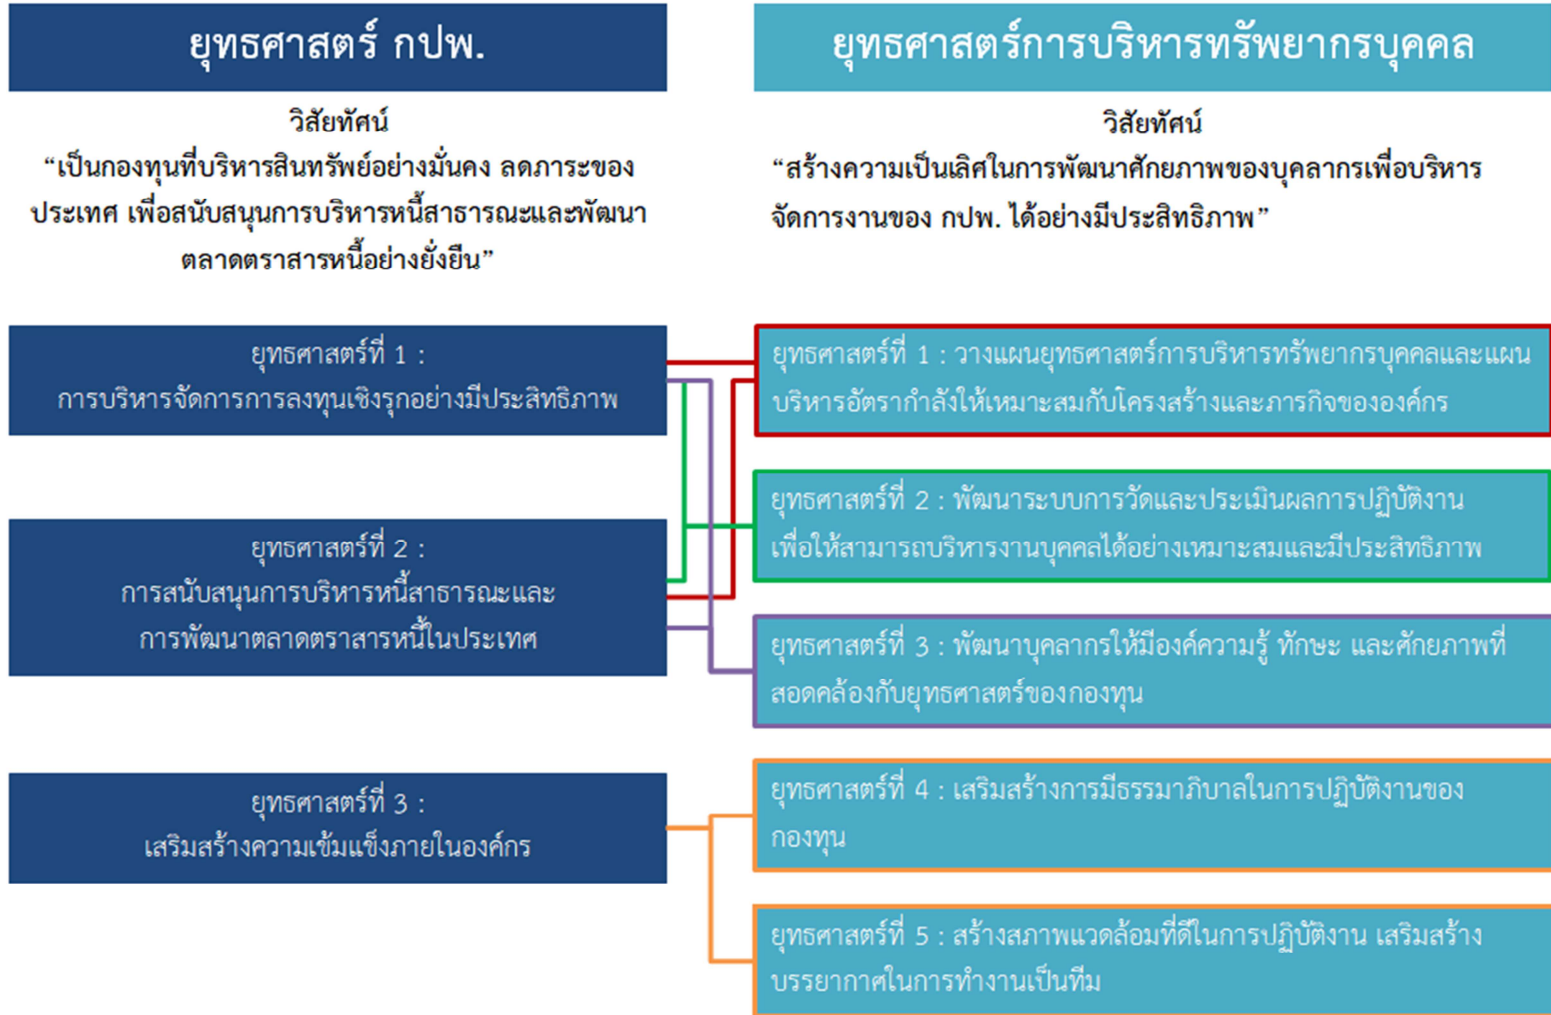 ยุทธศาสตร์ กปพ.
วิสัยทัศน์
“เป็นกองทุนที่บริหารสินทรัพย์อย่างมั่นคง ลดภาระของ
ประเทศ เพื่อสนับสนุนการบริหารหนี้สาธารณะและพัฒนา
ตลาดตราสารหนี้อย่างยั่งยืน”
ยุทธศาสตร์ที่ 1 :
การบริหารจัดการการลงทุนเชิงรุกอย่างมีประสิทธิภาพ
ยุทธศาสตร์ที่ 2 :
การสนับสนุนการบริหารหนี้สาธารณะและ
การพัฒนาตลาดตราสารหนี้ในประเทศ
ยุทธศาสตร์ที่ 3 :
เสริมสร้างความเข้มแข็งภายในองค์กร
ยุทธศาสตร์การบริหารทรัพยากรบุคคล
วิสัยทัศน์
“สร้างความเป็นเลิศในการพัฒนาศักยภาพของบุคลากรเพื่อบริหาร
จัดการงานของ กปพ. ได้อย่างมีประสิทธิภาพ”
ยุทธศาสตร์ที่ 1 : วางแผนยุทธศาสตร์การบริหารทรัพยากรบุคคลและแผน
บริหารอัตรากำลังให้เหมาะสมกับโครงสร้างและภารกิจขององค์กร
ยุทธศาสตร์ที่ 2 : พัฒนาระบบการวัดและประเมินผลการปฏิบัติงาน
เพื่อให้สามารถบริหารงานบุคคลได้อย่างเหมาะสมและมีประสิทธิภาพ
ยุทธศาสตร์ที่ 3 : พัฒนาบุคลากรให้มีองค์ความรู้ ทักษะ และศักยภาพที่
สอดคล้องกับยุทธศาสตร์ของกองทุน
ยุทธศาสตร์ที่ 4 : เสริมสร้างการมีธรรมาภิบาลในการปฏิบัติงานของ
กองทุน
ยุทธศาสตร์ที่ 5 : สร้างสภาพแวดล้อมที่ดีในการปฏิบัติงาน เสริมสร้าง
บรรยากาศในการทำงานเป็นทีม